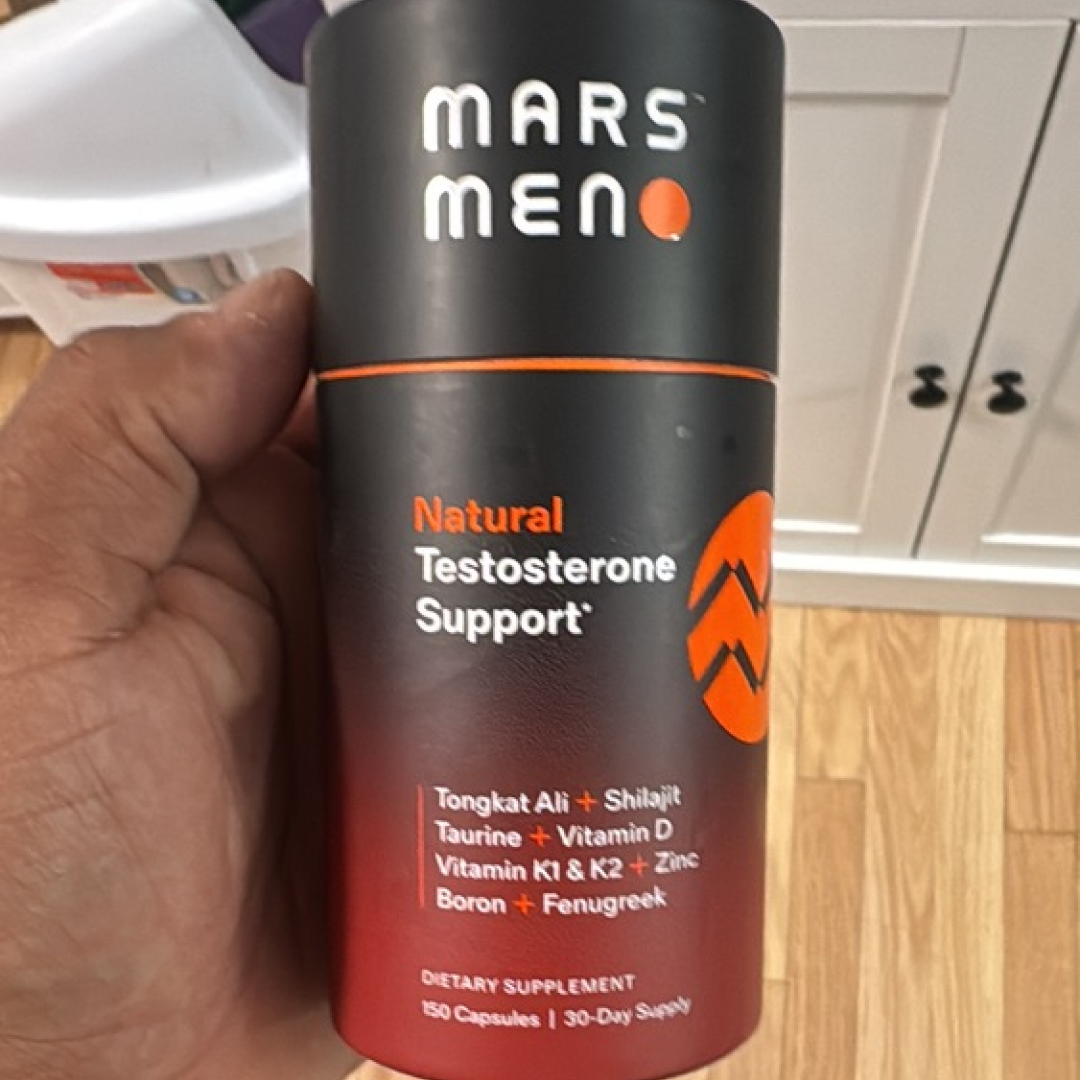 MARS™
MEN
Natural
Testosterone
Support*
Tongkat Ali + Shilajit
Taurine + Vitamin D
Vitamin K1 & K2 + Zinc
Boron + Fenugreek
DIETARY SUPPLEMENT
150 Capsules | 30-Day Supply